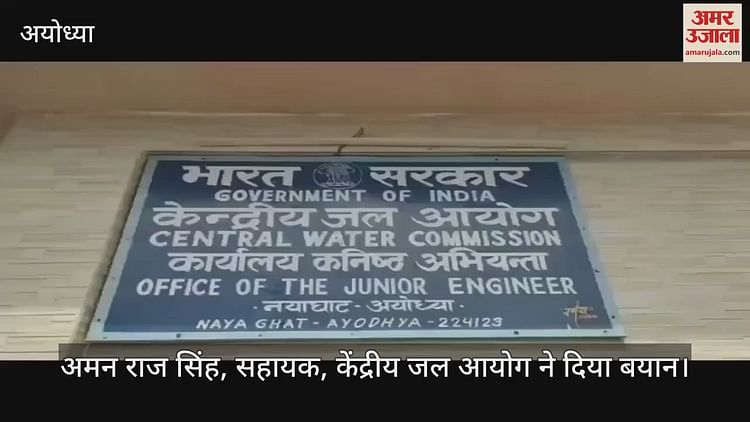 अयोध्या
अमर
उजाला
amarujala.com
भारत सरकार
GOVERNMENT OF INDIA
केन्द्रीय जल आयोग
CENTRAL WATER COMMISSION
कार्यालय कनिष्ठ अभियन्ता
OFFICE OF THE JUNIOR ENGINEER
·नयाघाट-अयोध्या·
NAYA GHAT-AYODHYA-224123
अमन राज सिंह, सहायक, केंद्रीय जल आयोग ने दिया बयान।